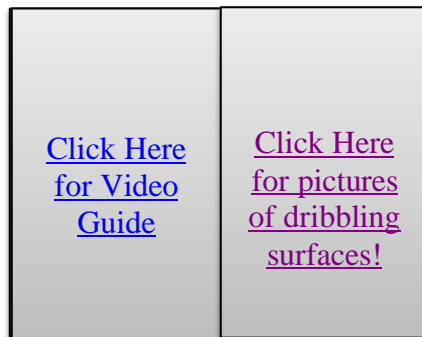 Click Here
for Video
Guide
Click Here
for pictures
of dribbling
surfaces!